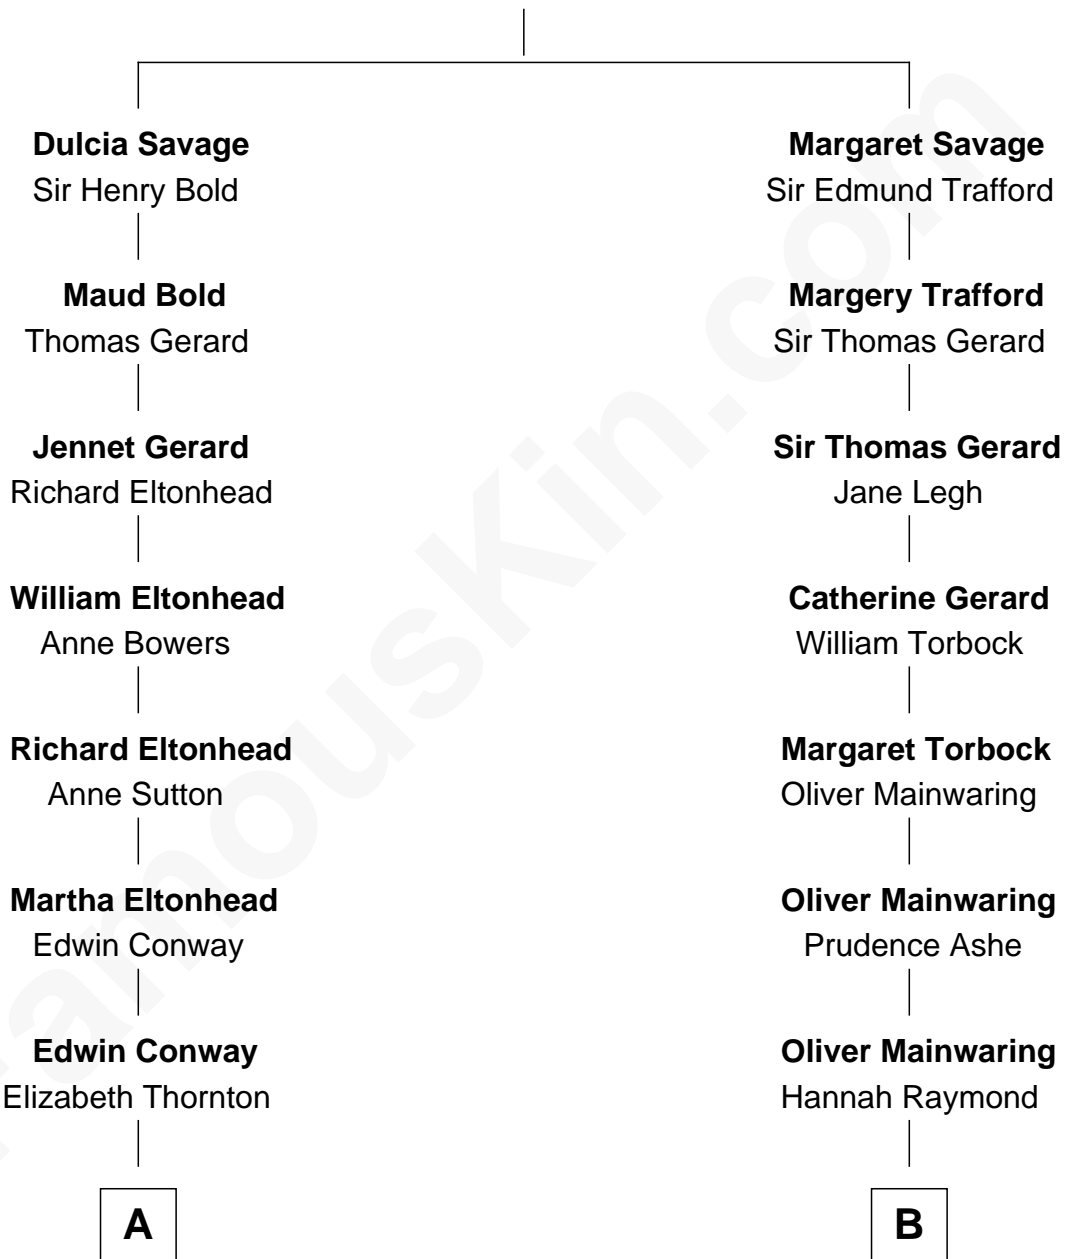 Dulcia Savage
Sir Henry Bold
Maud Bold
Thomas Gerard
Jennet Gerard
Richard Eltonhead
William Eltonhead
Anne Bowers
Richard Eltonhead
Anne Sutton
Martha Eltonhead
Edwin Conway
Edwin Conway
Elizabeth Thornton
A
Margaret Savage
Sir Edmund Trafford
Margery Trafford
Sir Thomas Gerard
Sir Thomas Gerard
Jane Legh
Catherine Gerard
William Torbock
Margaret Torbock
Oliver Mainwaring
Oliver Mainwaring
Prudence Ashe
Oliver Mainwaring
Hannah Raymond
B
FamousKin.com